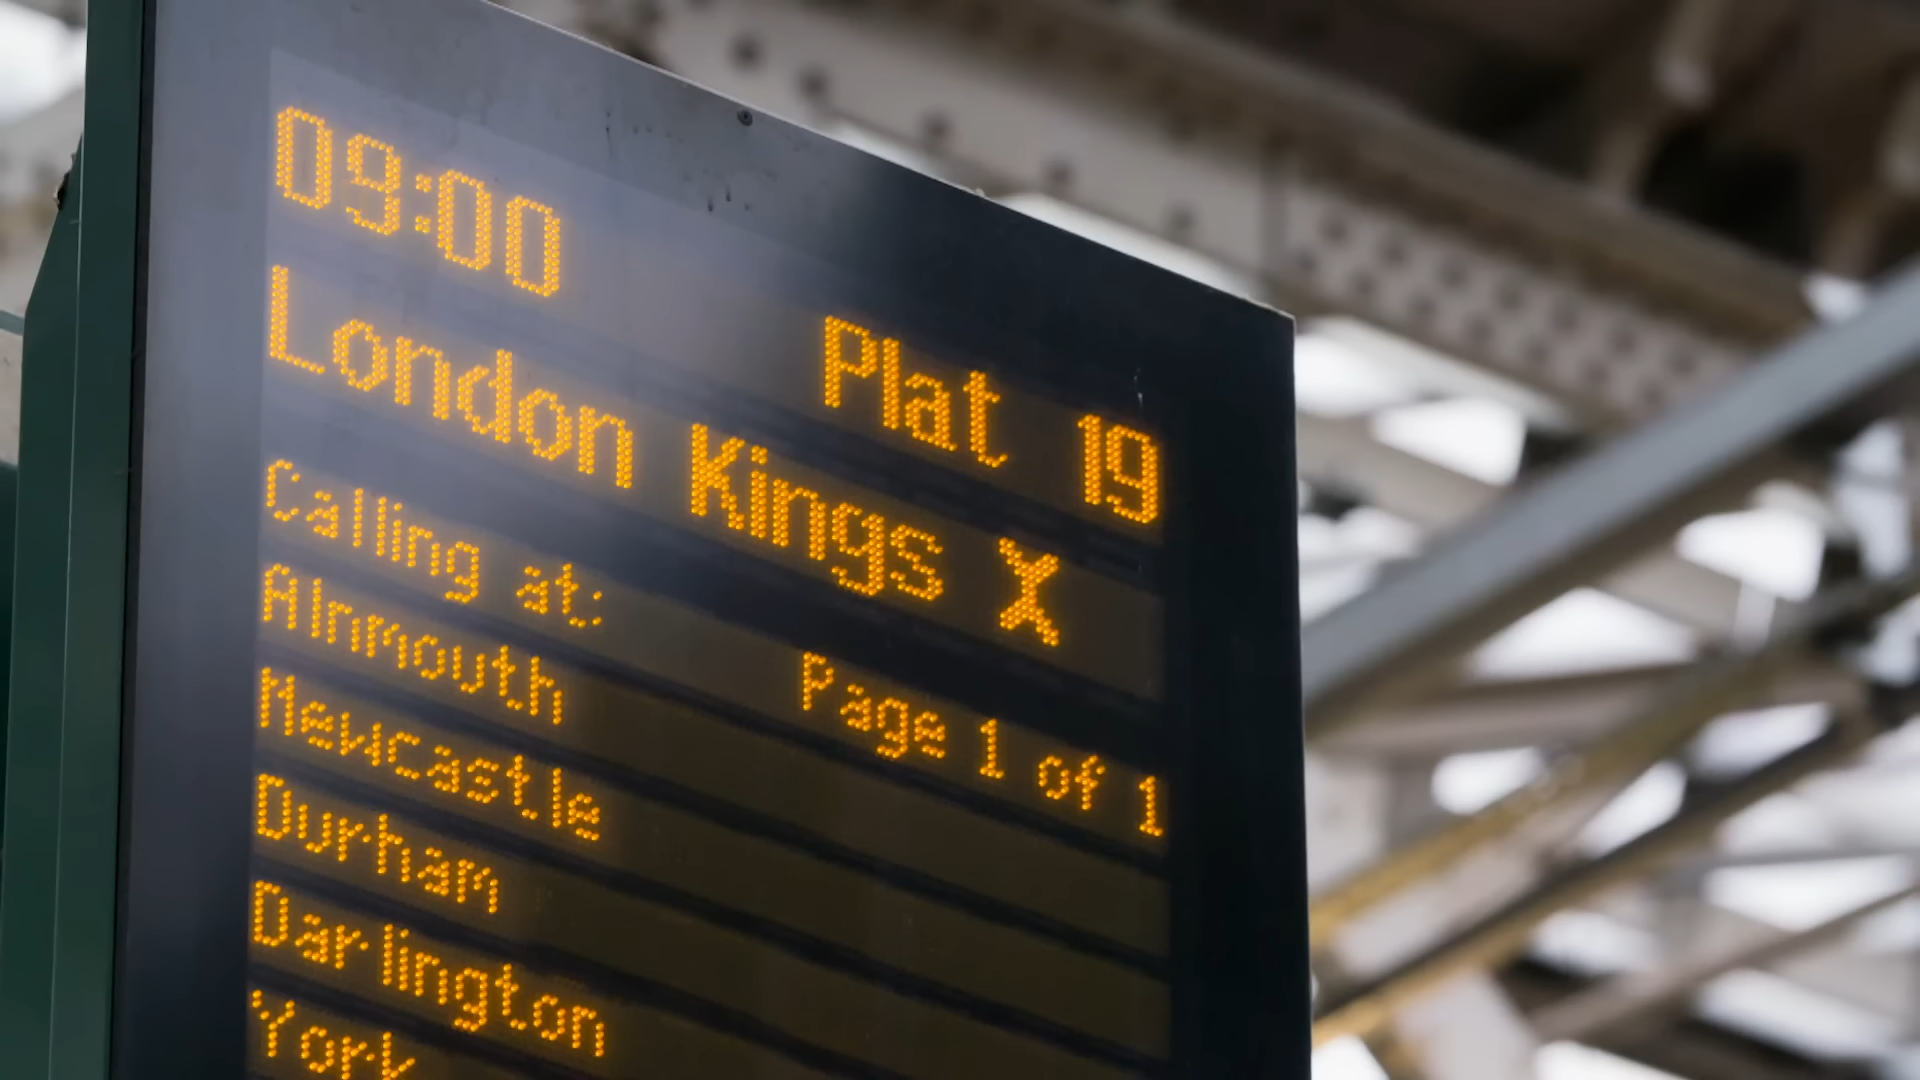 09:00
Plat 19
London Kings X
Calling at:
Page 1 of 1
Alnmouth
Newcastle
Durham
Darlington
York